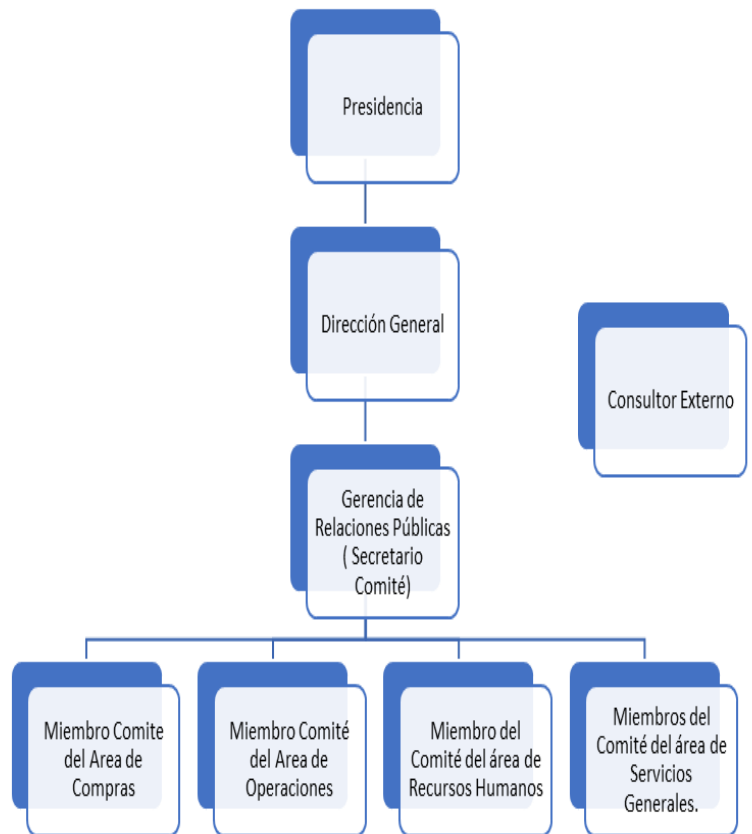 Presidencia
Dirección General
Consultor Externo
Gerencia de
Relaciones Públicas
( Secretario
Comité)
Miembro Comite
del Area de
Compras
Miembro Comité
del Area de
Operaciones
Miembro del
Comité del área de
Recursos Humanos
Miembros del
Comité del área de
Servicios
Generales.